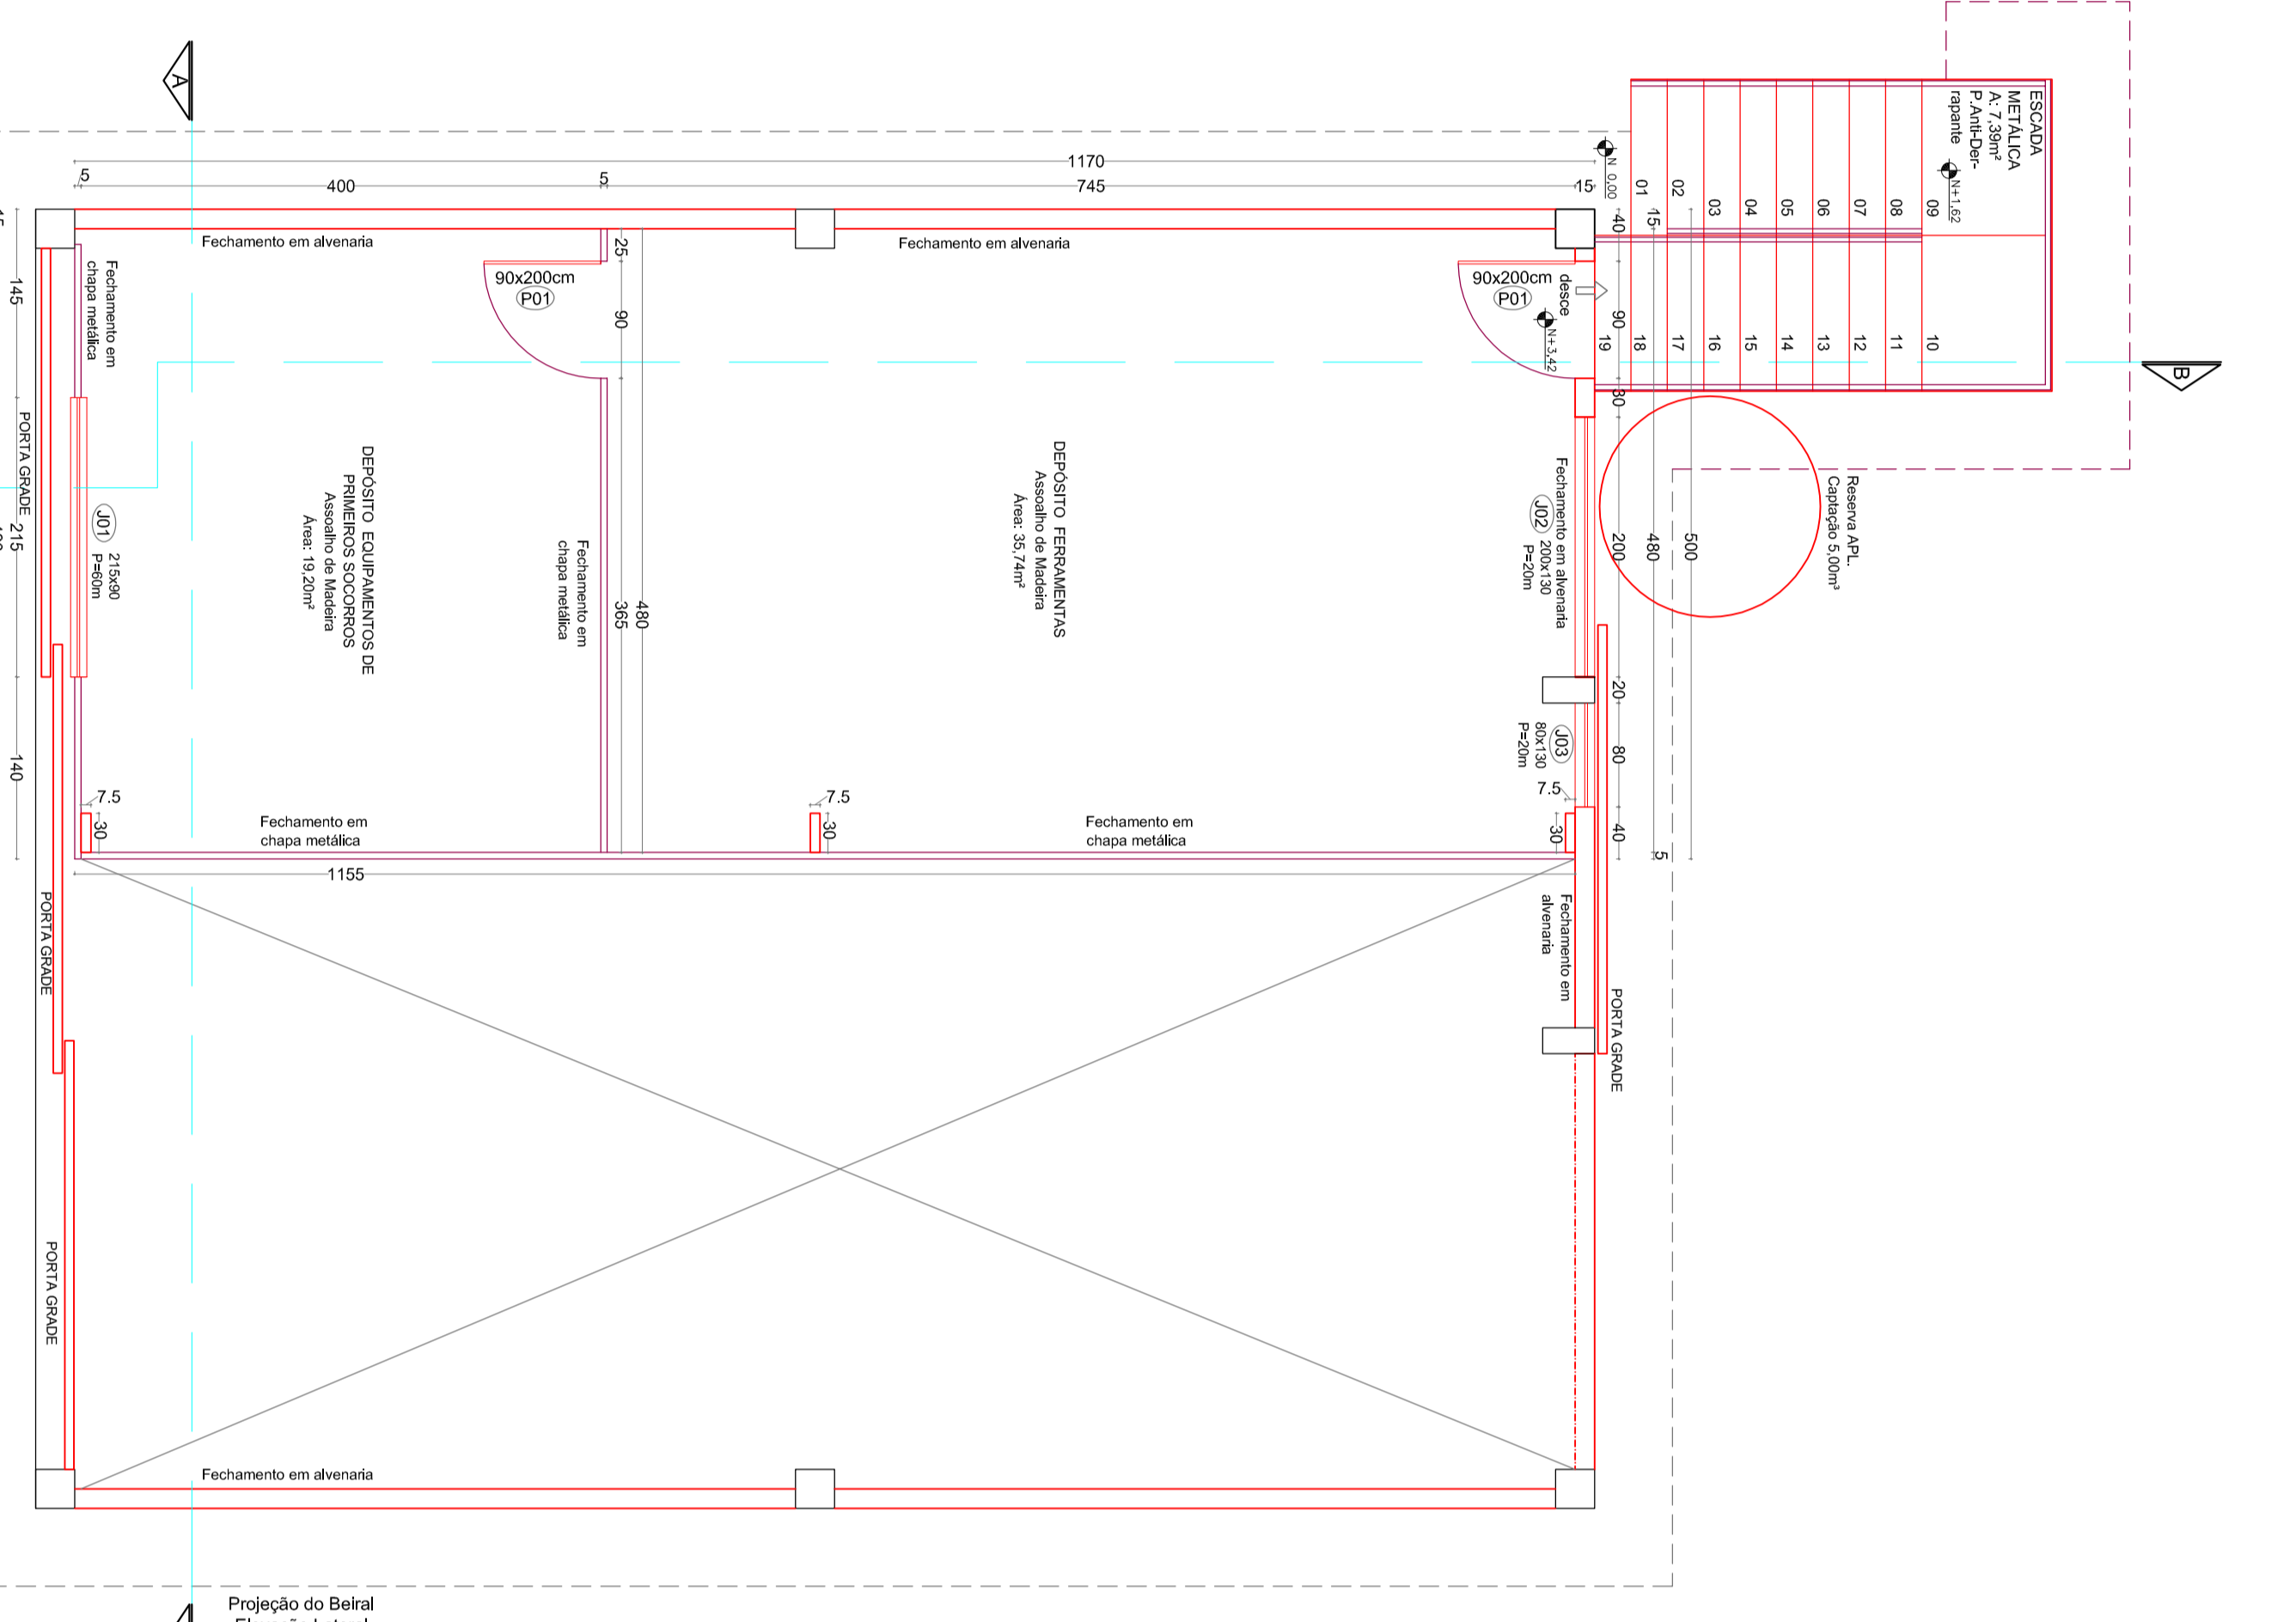 ESCADA
METÁLICA
A: 7,39m²
P.Anti-Der-
rapante
N+1,62
B
A
1170
5
400
5
745
15
N 0,00
01
02
03
04
05
06
07
08
09
10
11
12
13
14
15
16
17
18
19
40
15
90
30
200
480
500
20
80
40
5
Fechamento em alvenaria
Fechamento em alvenaria
25
90
365
480
90x200cm
P01
90x200cm
P01
desce
N+3,42
Fechamento em
chapa metálica
145
215
140
PORTA GRADE
J01
215x90
P=60m
DEPÓSITO EQUIPAMENTOS DE
PRIMEIROS SOCORROS
Assoalho de Madeira
Área: 19,20m²
Fechamento em
chapa metálica
DEPÓSITO FERRAMENTAS
Assoalho de Madeira
Área: 35,74m²
Fechamento em alvenaria
J02
200x130
P=20m
Reserva APL.
Captação 5,00m³
J03
80x130
P=20m
7.5
30
7.5
30
7.5
30
Fechamento em
chapa metálica
Fechamento em
chapa metálica
1155
Fechamento em
alvenaria
PORTA GRADE
PORTA GRADE
PORTA GRADE
Fechamento em alvenaria
Projeção do Beiral